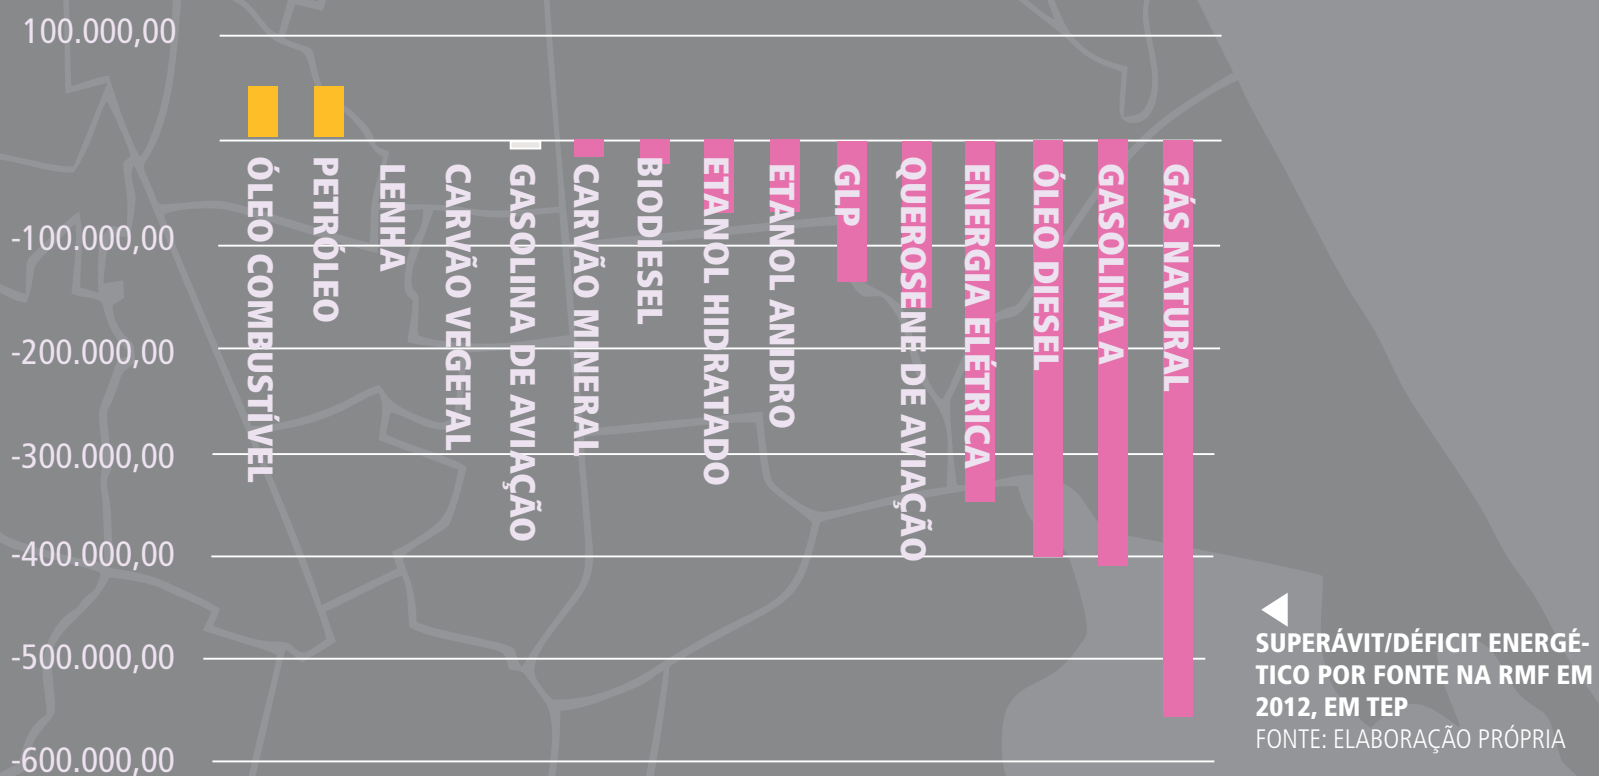 100.000,00
-100.000,00
-200.000,00
-300.000,00
-400.000,00
-500.000,00
-600.000,00
ÓLEO COMBUSTÍVEL
PETRÓLEO
LENHA
CARVÃO VEGETAL
GASOLINA DE AVIAÇÃO
CARVÃO MINERAL
BIODIESEL
ETANOL HIDRATADO
ETANOL ANIDRO
GLP
QUEROSENE DE AVIAÇÃO
ENERGIA ELÉTRICA
ÓLEO DIESEL
GASOLINA A
GÁS NATURAL
SUPERÁVIT/DÉFICIT ENERGÉ-
TICO POR FONTE NA RMF EM
2012, EM TEP
FONTE: ELABORAÇÃO PRÓPRIA